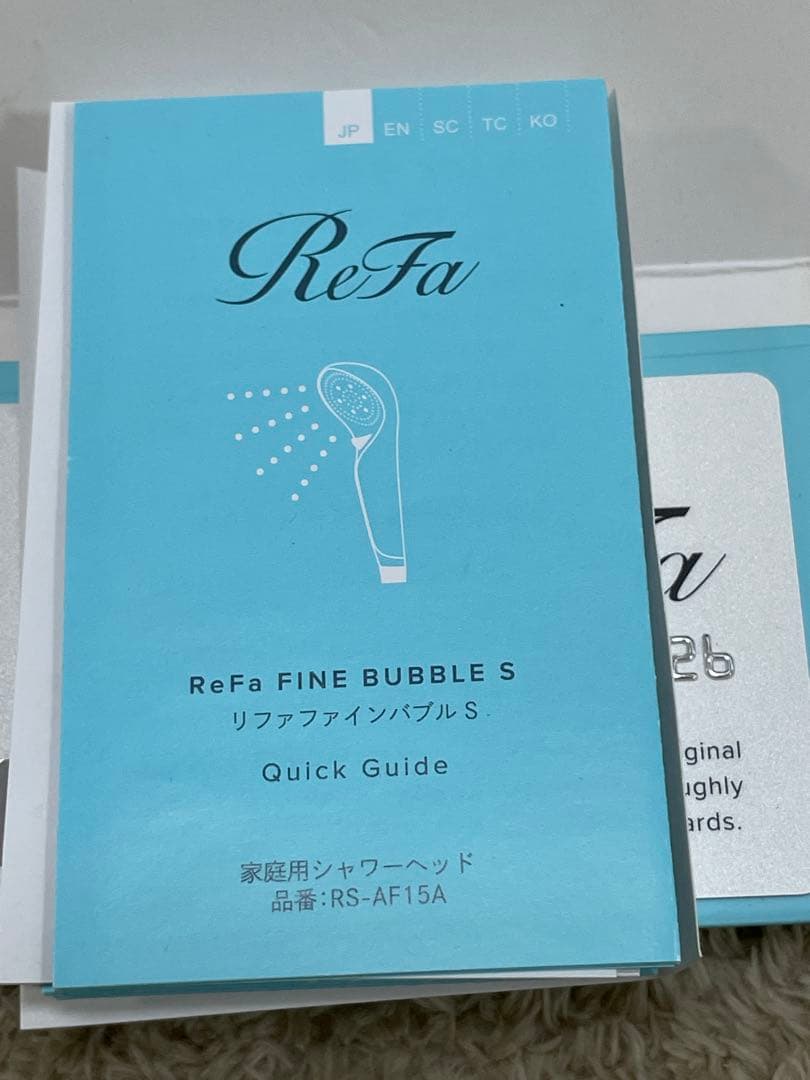 JP EN SC TC KO
ReFa
ReFa FINE BUBBLE S
リファファインバブル S
Quick Guide
家庭用シャワーヘッド
品番:RS-AF15A
a
26
ginal
ughly
ards.